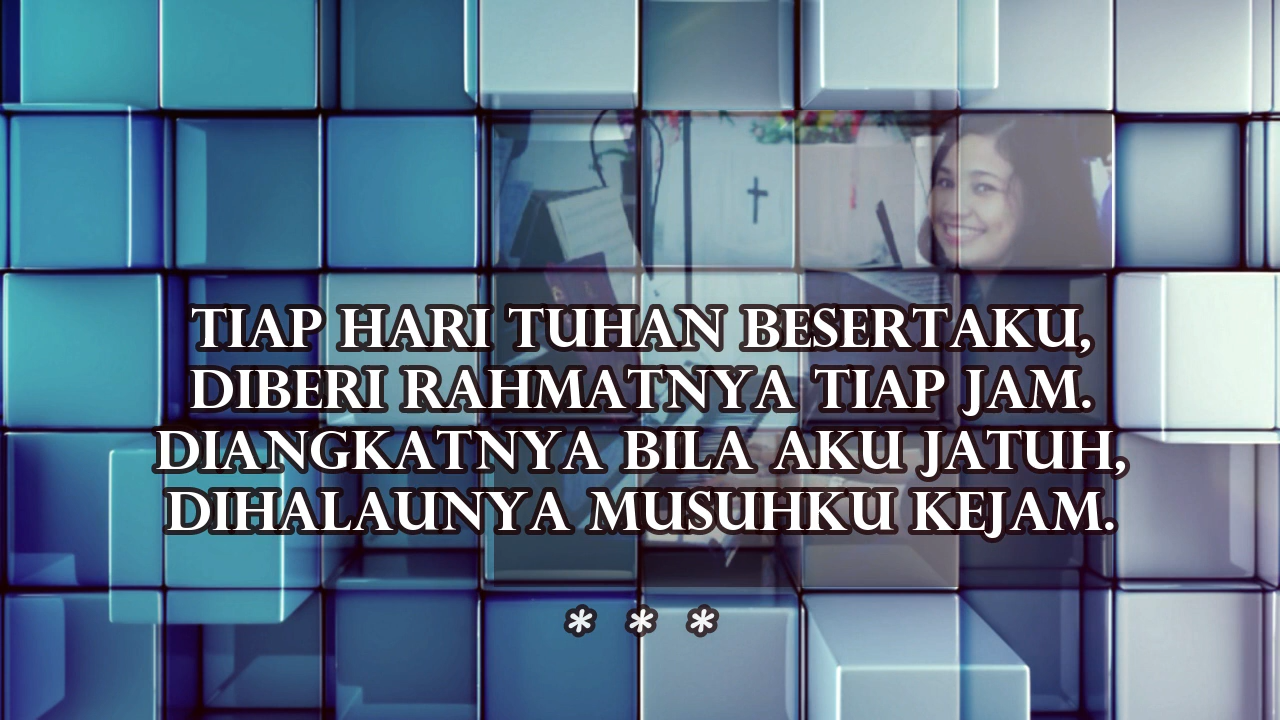 TIAP HARI TUHAN BESERTAKU,
DIBERI RAHMATNYA TIAP JAM.
DIANGKATNYA BILA AKU JATUH,
DIHALAUNYA MUSUHKU KEJAM.
* * *